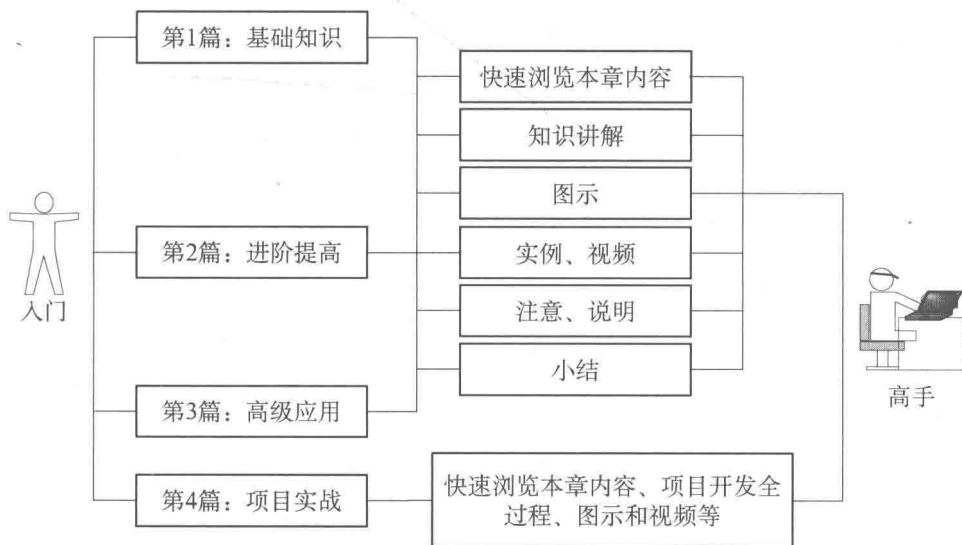 第1篇：基础知识
快速浏览本章内容
知识讲解
图示
第2篇：进阶提高
实例、视频
入门
注意、说明
小结
高手
第3篇：高级应用
第4篇：项目实战
快速浏览本章内容、项目开发全
过程、图示和视频等